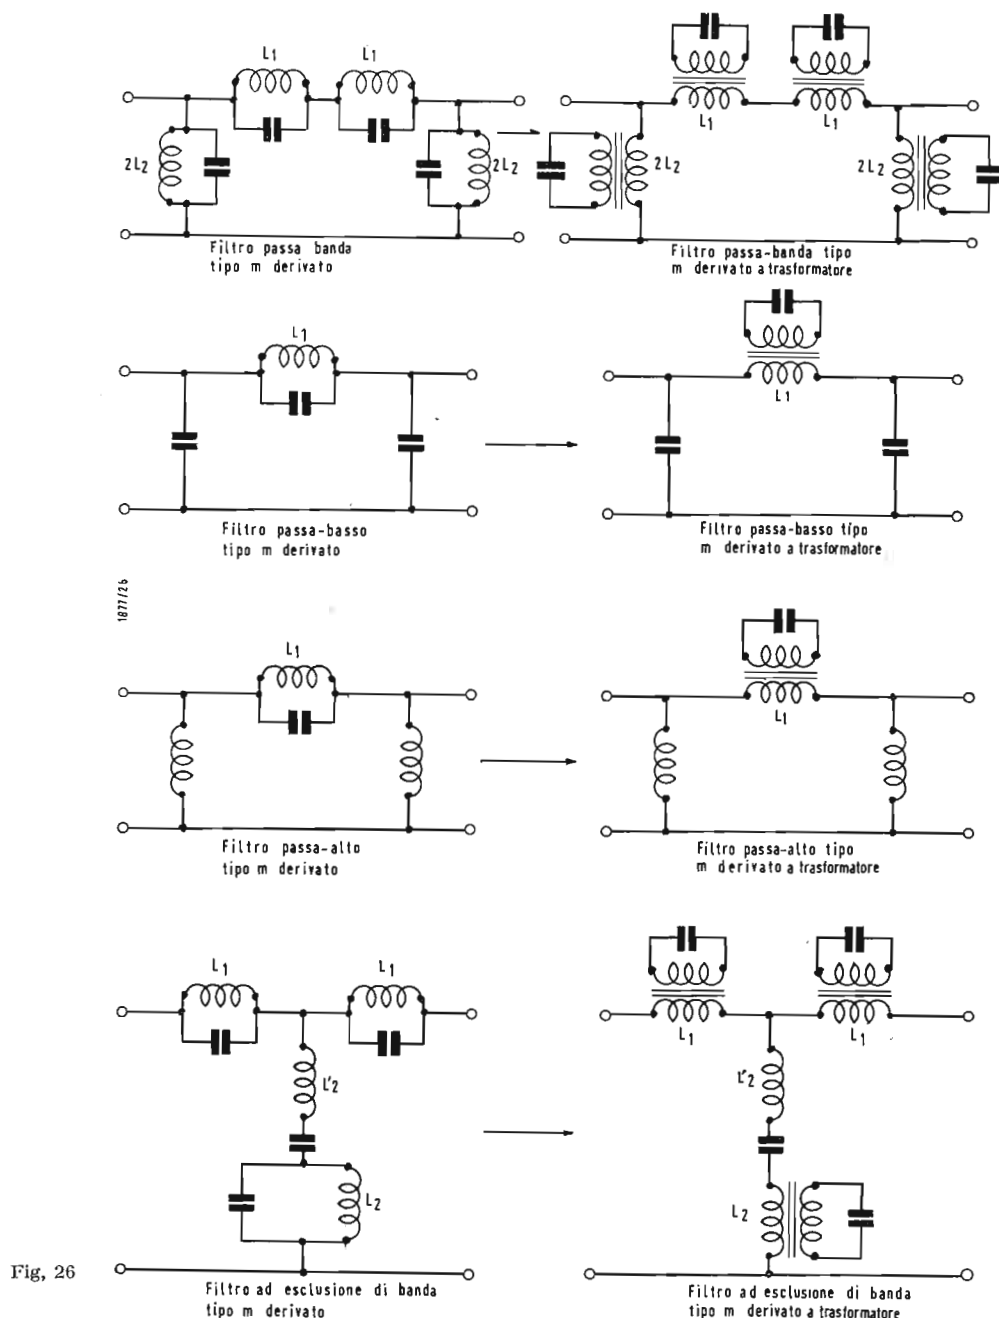 L1
L1
2L2
2L2
Filtro passa banda
tipo m derivato
L1
L1
2L2
2L2
Filtro passa-banda tipo
m derivato a trasformatore
L1
Filtro passa-basso
tipo m derivato
L1
Filtro passa-basso tipo
m derivato a trasformatore
1877/26
L1
Filtro passa-alto
tipo m derivato
L1
Filtro passa-alto tipo
m derivato a trasformatore
L1
L1
L'2
L2
Filtro ad esclusione di banda
tipo m derivato
L1
L1
L'2
L2
Filtro ad esclusione di banda
tipo m derivato a trasformatore
Fig, 26